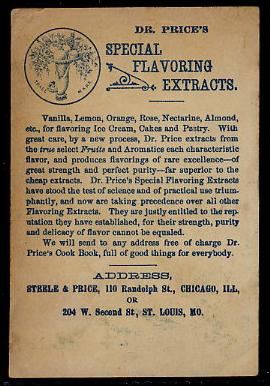 DR. PRICE'S
SPECIAL
FLAVORING
EXTRACTS.
TRADE MARK
Vanilla, Lemon, Orange, Rose, Nectarine, Almond,
etc., for flavoring Ice Cream, Cakes and Pastry. With
great care, by a new process, Dr. Price extracts from
the true select Fruits and Aromatics each characteristic
flavor, and produces flavorings of rare excellence—of
great strength and perfect purity—far superior to the
cheap extracts. Dr. Price's Special Flavoring Extracts
have stood the test of science and of practical use trium-
phantly, and now are taking precedence over all other
Flavoring Extracts. They are justly entitled to the rep-
utation they have established, for their strength, purity
and delicacy of flavor cannot be equaled.
We will send to any address free of charge Dr.
Price's Cook Book, full of good things for everybody.
ADDRESS,
STEELE & PRICE, 110 Randolph St., CHICAGO, ILL,
OR
204 W. Second St., ST. LOUIS, MO.